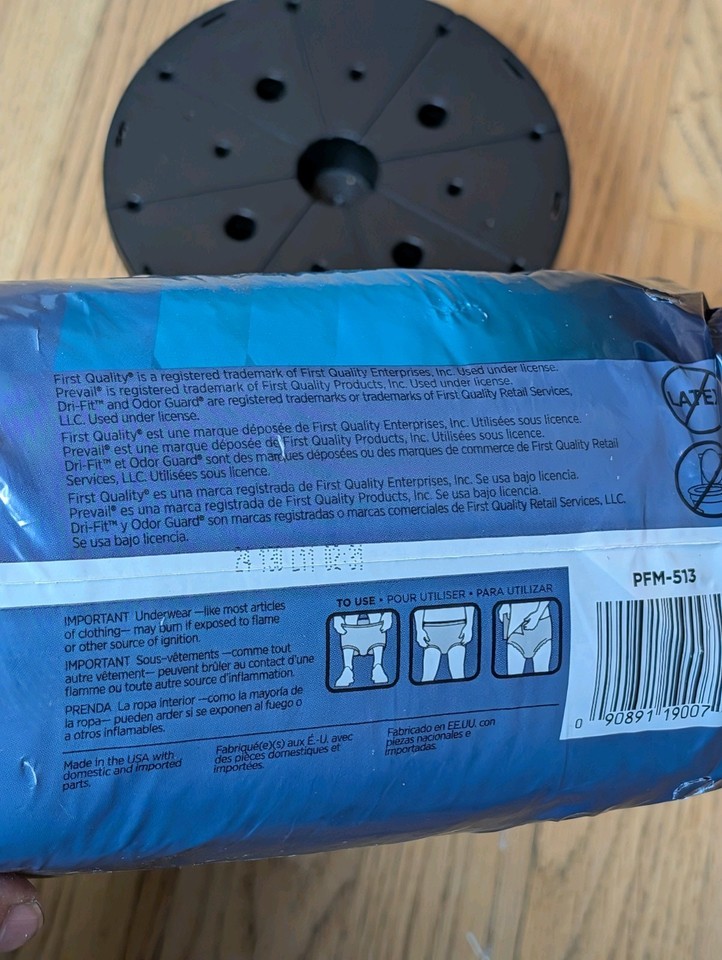 First Quality® is a registered trademark of First Quality Enterprises, Inc. Used under license.
Prevail® is registered trademark of First Quality Products, Inc. Used under license.
Dri-Fit™ and Odor Guard® are registered trademarks or trademarks of First Quality Retail Services,
LLC. Used under license.
First Quality® est une marque déposée de First Quality Enterprises, Inc. Utilisées sous licence.
Prevail® est une marque déposée de First Quality Products, Inc. Utilisées sous licence.
Dri-Fit™ et Odor Guard® sont des marques déposées ou des marques de commerce de First Quality Retail
Services, LLC. Utilisées sous licence.
First Quality® es una marca registrada de First Quality Enterprises, Inc. Se usa bajo licencia.
Prevail® es una marca registrada de First Quality Products, Inc. Se usa bajo licencia.
Dri-Fit™ y Odor Guard® son marcas registradas o marcas comerciales de First Quality Retail Services, LLC.
Se usa bajo licencia.
LATEX
IMPORTANT Underwear —like most articles
of clothing— may burn if exposed to flame
or other source of ignition.
IMPORTANT Sous-vêtements —comme tout
autre vêtement— peuvent brûler au contact d'une
flamme ou toute autre source d'inflammation.
PRENDA La ropa interior —como la mayoría de
la ropa— pueden arder si se exponen al fuego o
a otros inflamables.
TO USE • POUR UTILISER • PARA UTILIZAR
PFM-513
0 90891 19007
Made in the USA with
domestic and imported
parts.
Fabriqué(e)(s) aux É.-U. avec
des pièces domestiques et
importées.
Fabricado en EE.UU. con
piezas nacionales e
importadas.